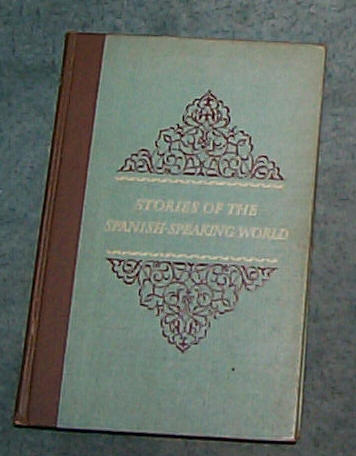 STORIES OF THE
SPANISH-SPEAKING WORLD